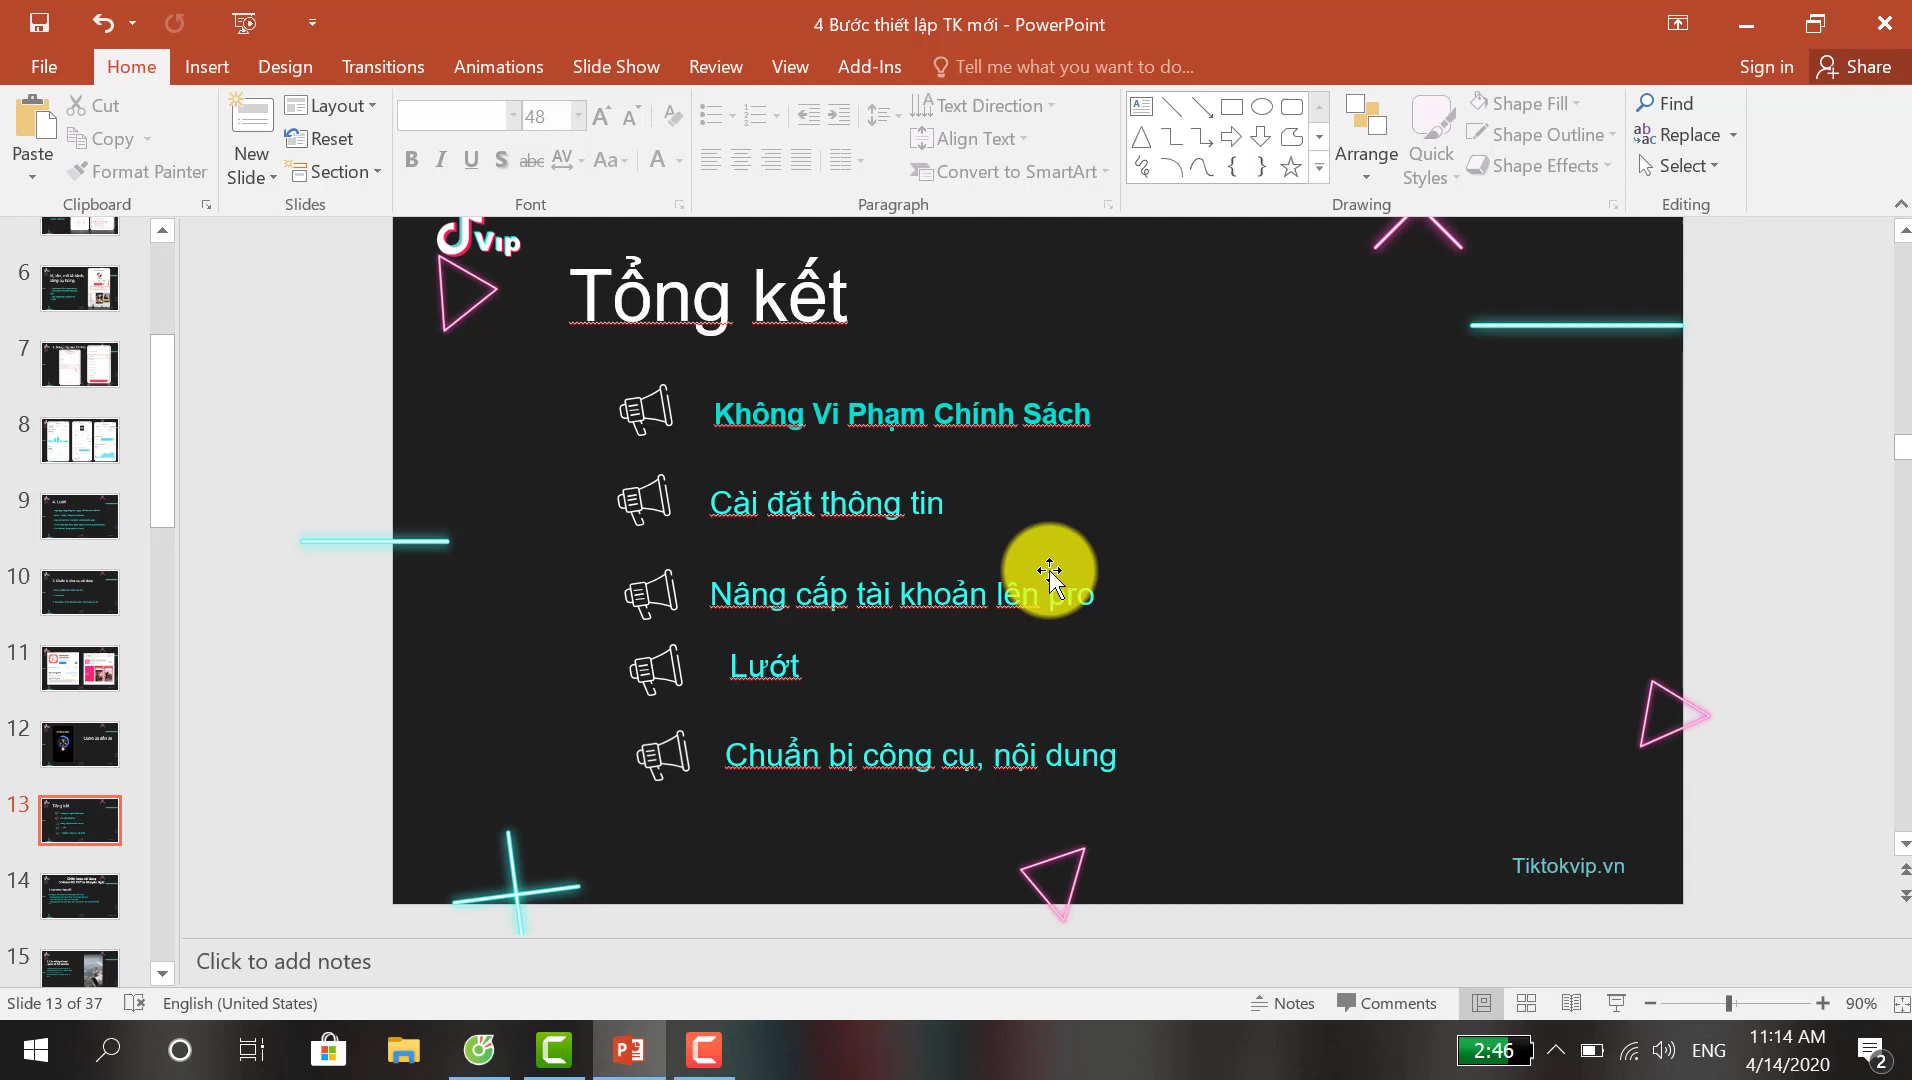 4 Bước thiết lập TK mới - PowerPoint
File
Home
Insert
Design
Transitions
Animations
Slide Show
Review
View
Add-Ins
Tell me what you want to do...
Sign in
Share
Paste
Cut
Copy
Format Painter
Clipboard
New
Slide
Layout
Reset
Section
Slides
48
Font
Text Direction
Align Text
Convert to SmartArt
Paragraph
Arrange
Quick
Styles
Shape Fill
Shape Outline
Shape Effects
Drawing
Find
Replace
Select
Editing
6
7
8
9
10
11
12
13
14
15
Vip
Tổng kết
Không Vi Phạm Chính Sách
Cài đặt thông tin
Nâng cấp tài khoản lên pro
Lướt
Chuẩn bị công cụ, nội dung
Tiktokvip.vn
Click to add notes
Slide 13 of 37
English (United States)
Notes
Comments
90%
2:46
ENG
11:14 AM
4/14/2020
2